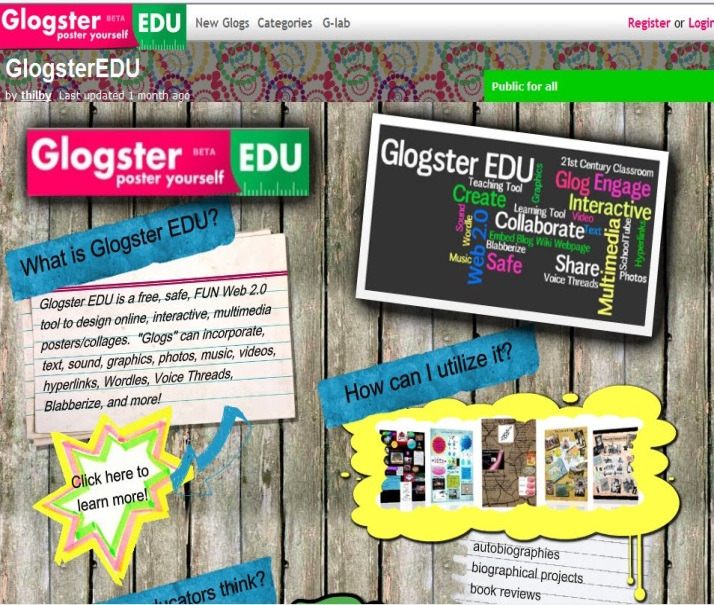 Glogster BETA EDU
poster yourself
New Glogs Categories G-lab
Register or Login
GlogsterEDU
by thilby Last updated 1 month ago
Public for all
Glogster BETA EDU
poster yourself
Glogster EDU
21st Century Classroom
Teaching Tool
Graphics
Glog Engage
Create
Interactive
Learning Tool
Video
Sound
Wordle
Web 2.0
Collaborate
Text
Embed Blog Wiki Webpage
Blabberize
Music
Safe
Share
Voice Threads
Multimedia
SchoolTube
Hyperlinks
Photos
What is Glogster EDU?
Glogster EDU is a free, safe, FUN Web 2.0
tool to design online, interactive, multimedia
posters/collages. "Glogs" can incorporate,
text, sound, graphics, photos, music, videos,
hyperlinks, Wordles, Voice Threads,
Blabberize, and more!
Click here to
learn more!
How can I utilize it?
autobiographies
biographical projects
book reviews
think?